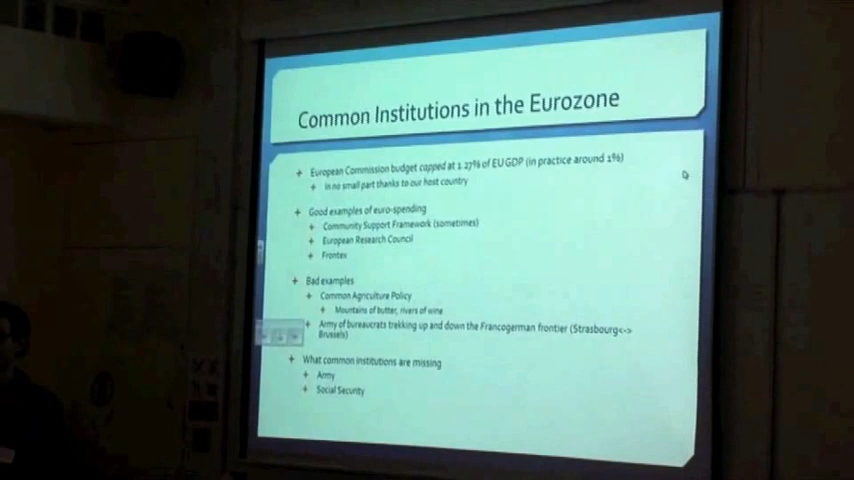 Common Institutions in the Eurozone
European Commission budget capped at 1.27% of EU GDP (in practice around 1%)
In no small part thanks to our host country
Good examples of euro-spending
Community Support Framework (sometimes)
European Research Council
Frontex
Bad examples
Common Agriculture Policy
Mountains of butter, rivers of wine
Army of bureaucrats trekking up and down the Francogerman frontier (Strasbourg<->
Brussels)
What common institutions are missing
Army
Social Security